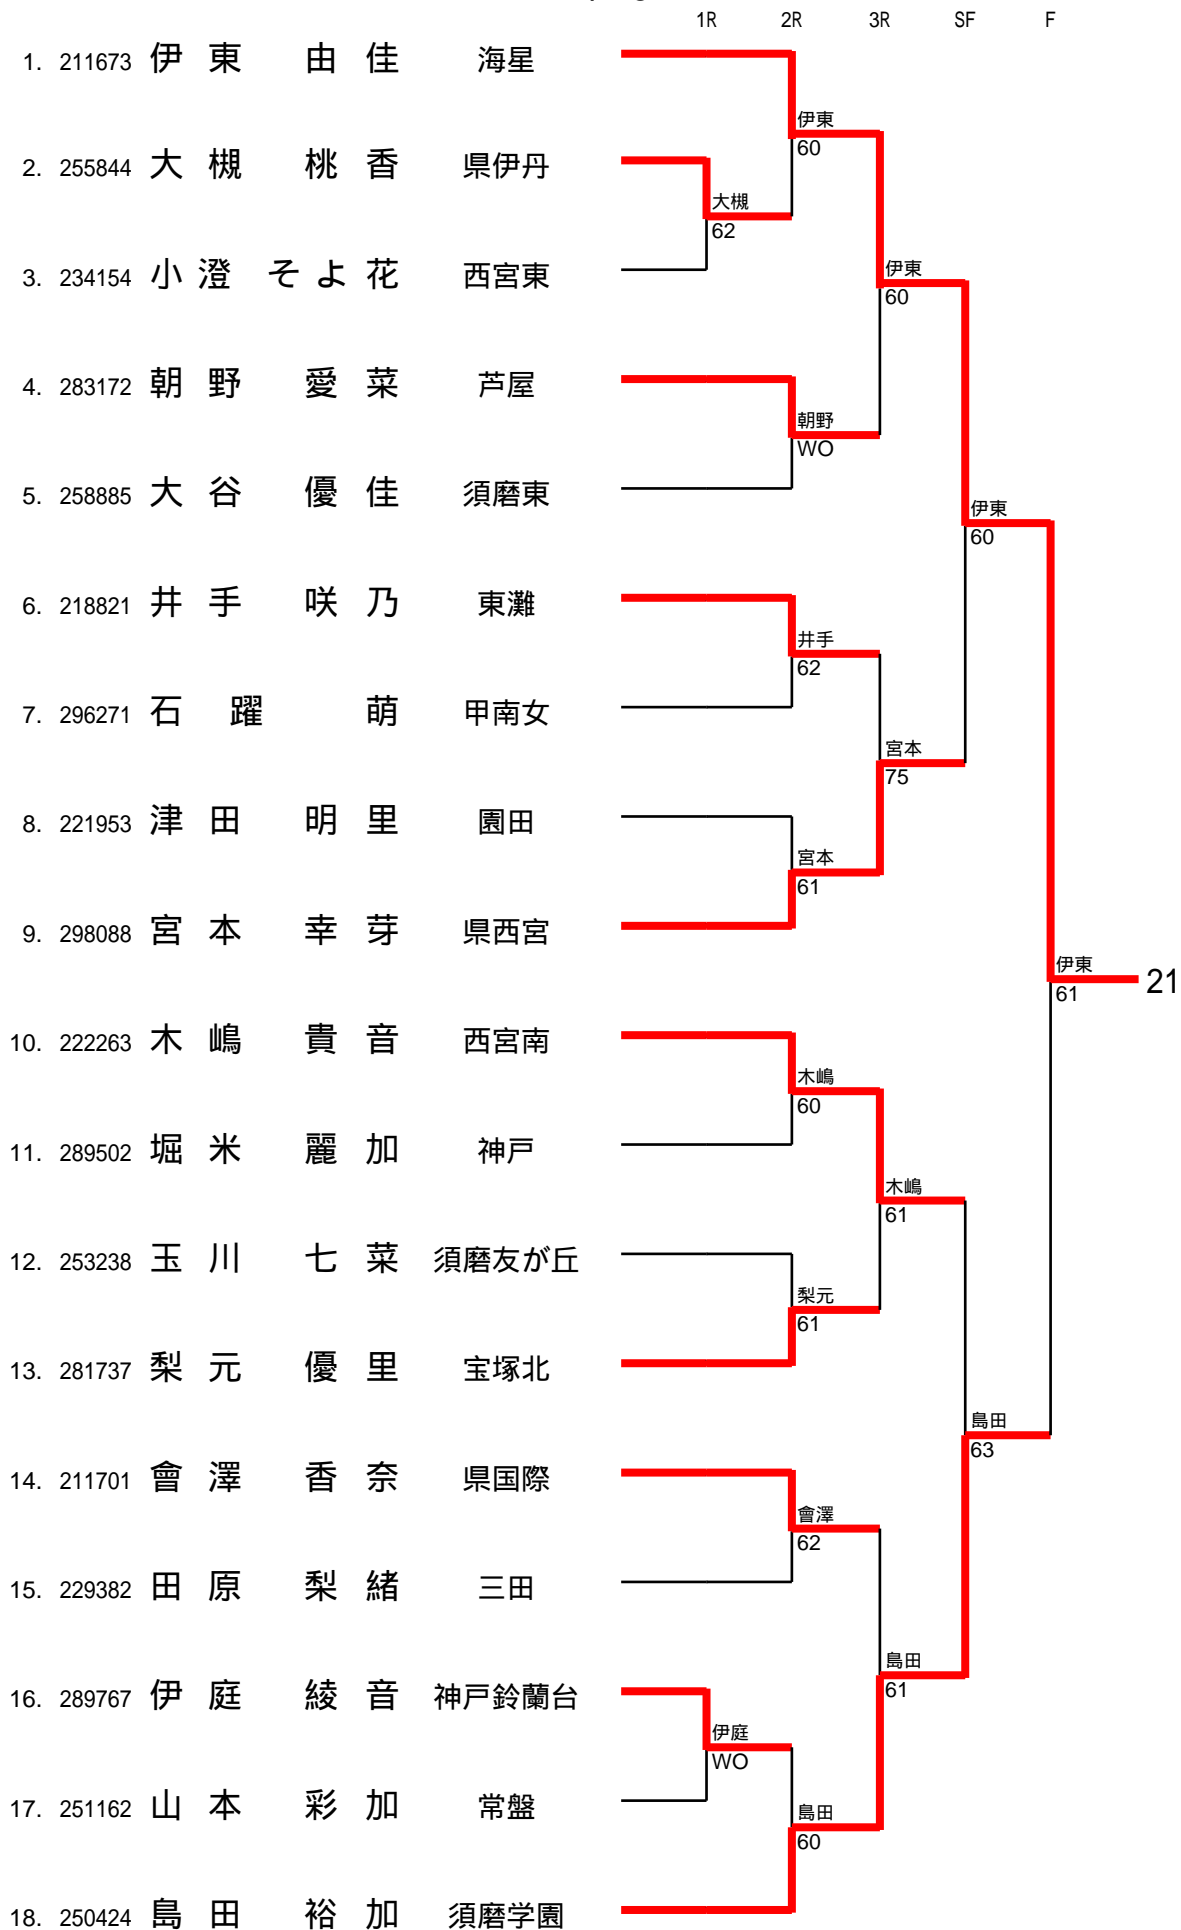 1R 2R 3R SF F
1. 211673 伊東 由佳 海星
伊東
60
2. 255844 大槻 桃香 県伊丹
大槻
62
3. 234154 小澄 そよ花 西宮東
伊東
60
4. 283172 朝野 愛菜 芦屋
朝野
WO
5. 258885 大谷 優佳 須磨東
伊東
60
6. 218821 井手 咲乃 東灘
井手
62
7. 296271 石躍 萌 甲南女
宮本
75
8. 221953 津田 明里 園田
宮本
61
9. 298088 宮本 幸芽 県西宮
伊東
61
21
10. 222263 木嶋 貴音 西宮南
木嶋
60
11. 289502 堀米 麗加 神戸
木嶋
61
12. 253238 玉川 七菜 須磨友が丘
梨元
61
13. 281737 梨元 優里 宝塚北
島田
63
14. 211701 會澤 香奈 県国際
會澤
62
15. 229382 田原 梨緒 三田
島田
61
16. 289767 伊庭 綾音 神戸鈴蘭台
伊庭
WO
17. 251162 山本 彩加 常盤
島田
60
18. 250424 島田 裕加 須磨学園